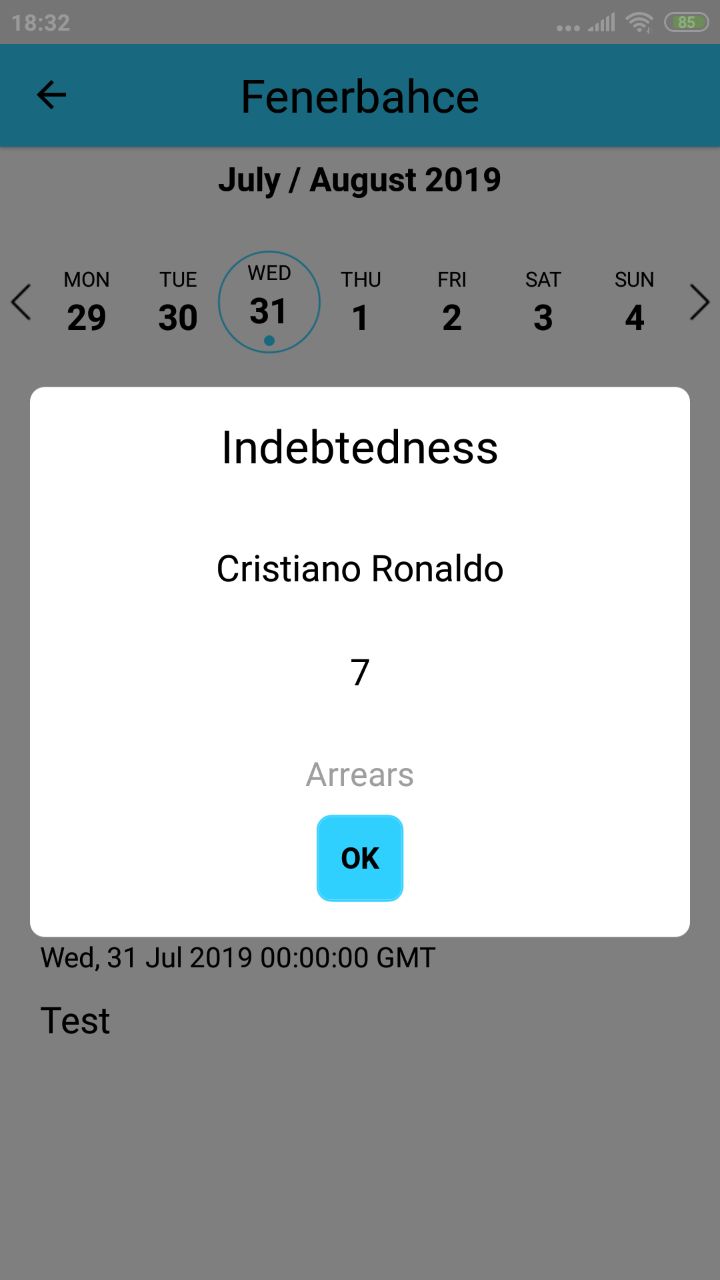 18:32
85
Fenerbahce
July / August 2019
MON TUE WED THU FRI SAT SUN
29 30 31 1 2 3 4
Indebtedness
Cristiano Ronaldo
7
Arrears
OK
Wed, 31 Jul 2019 00:00:00 GMT
Test